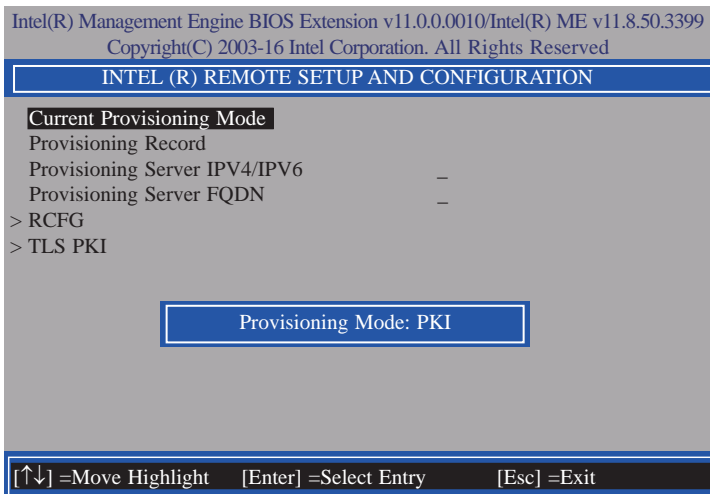 Intel(R) Management Engine BIOS Extension v11.0.0.0010/Intel(R) ME v11.8.50.3399
Copyright(C) 2003-16 Intel Corporation. All Rights Reserved
INTEL (R) REMOTE SETUP AND CONFIGURATION
Current Provisioning Mode
Provisioning Record
Provisioning Server IPV4/IPV6 _
Provisioning Server FQDN _
> RCFG
> TLS PKI
Provisioning Mode: PKI
[↑↓] =Move Highlight [Enter] =Select Entry [Esc] =Exit